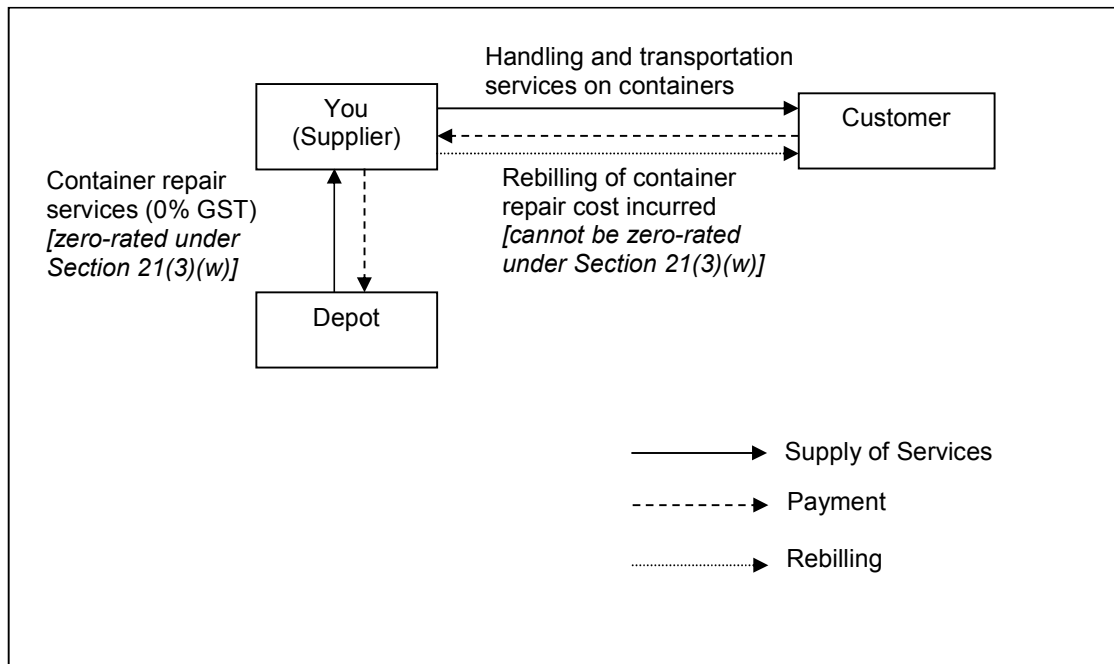 Handling and transportation
services on containers
You
(Supplier)
Customer
Container repair
services (0% GST)
[zero-rated under
Section 21(3)(w)]
Rebilling of container
repair cost incurred
[cannot be zero-rated
under Section 21(3)(w)]
Depot
Supply of Services
Payment
Rebilling